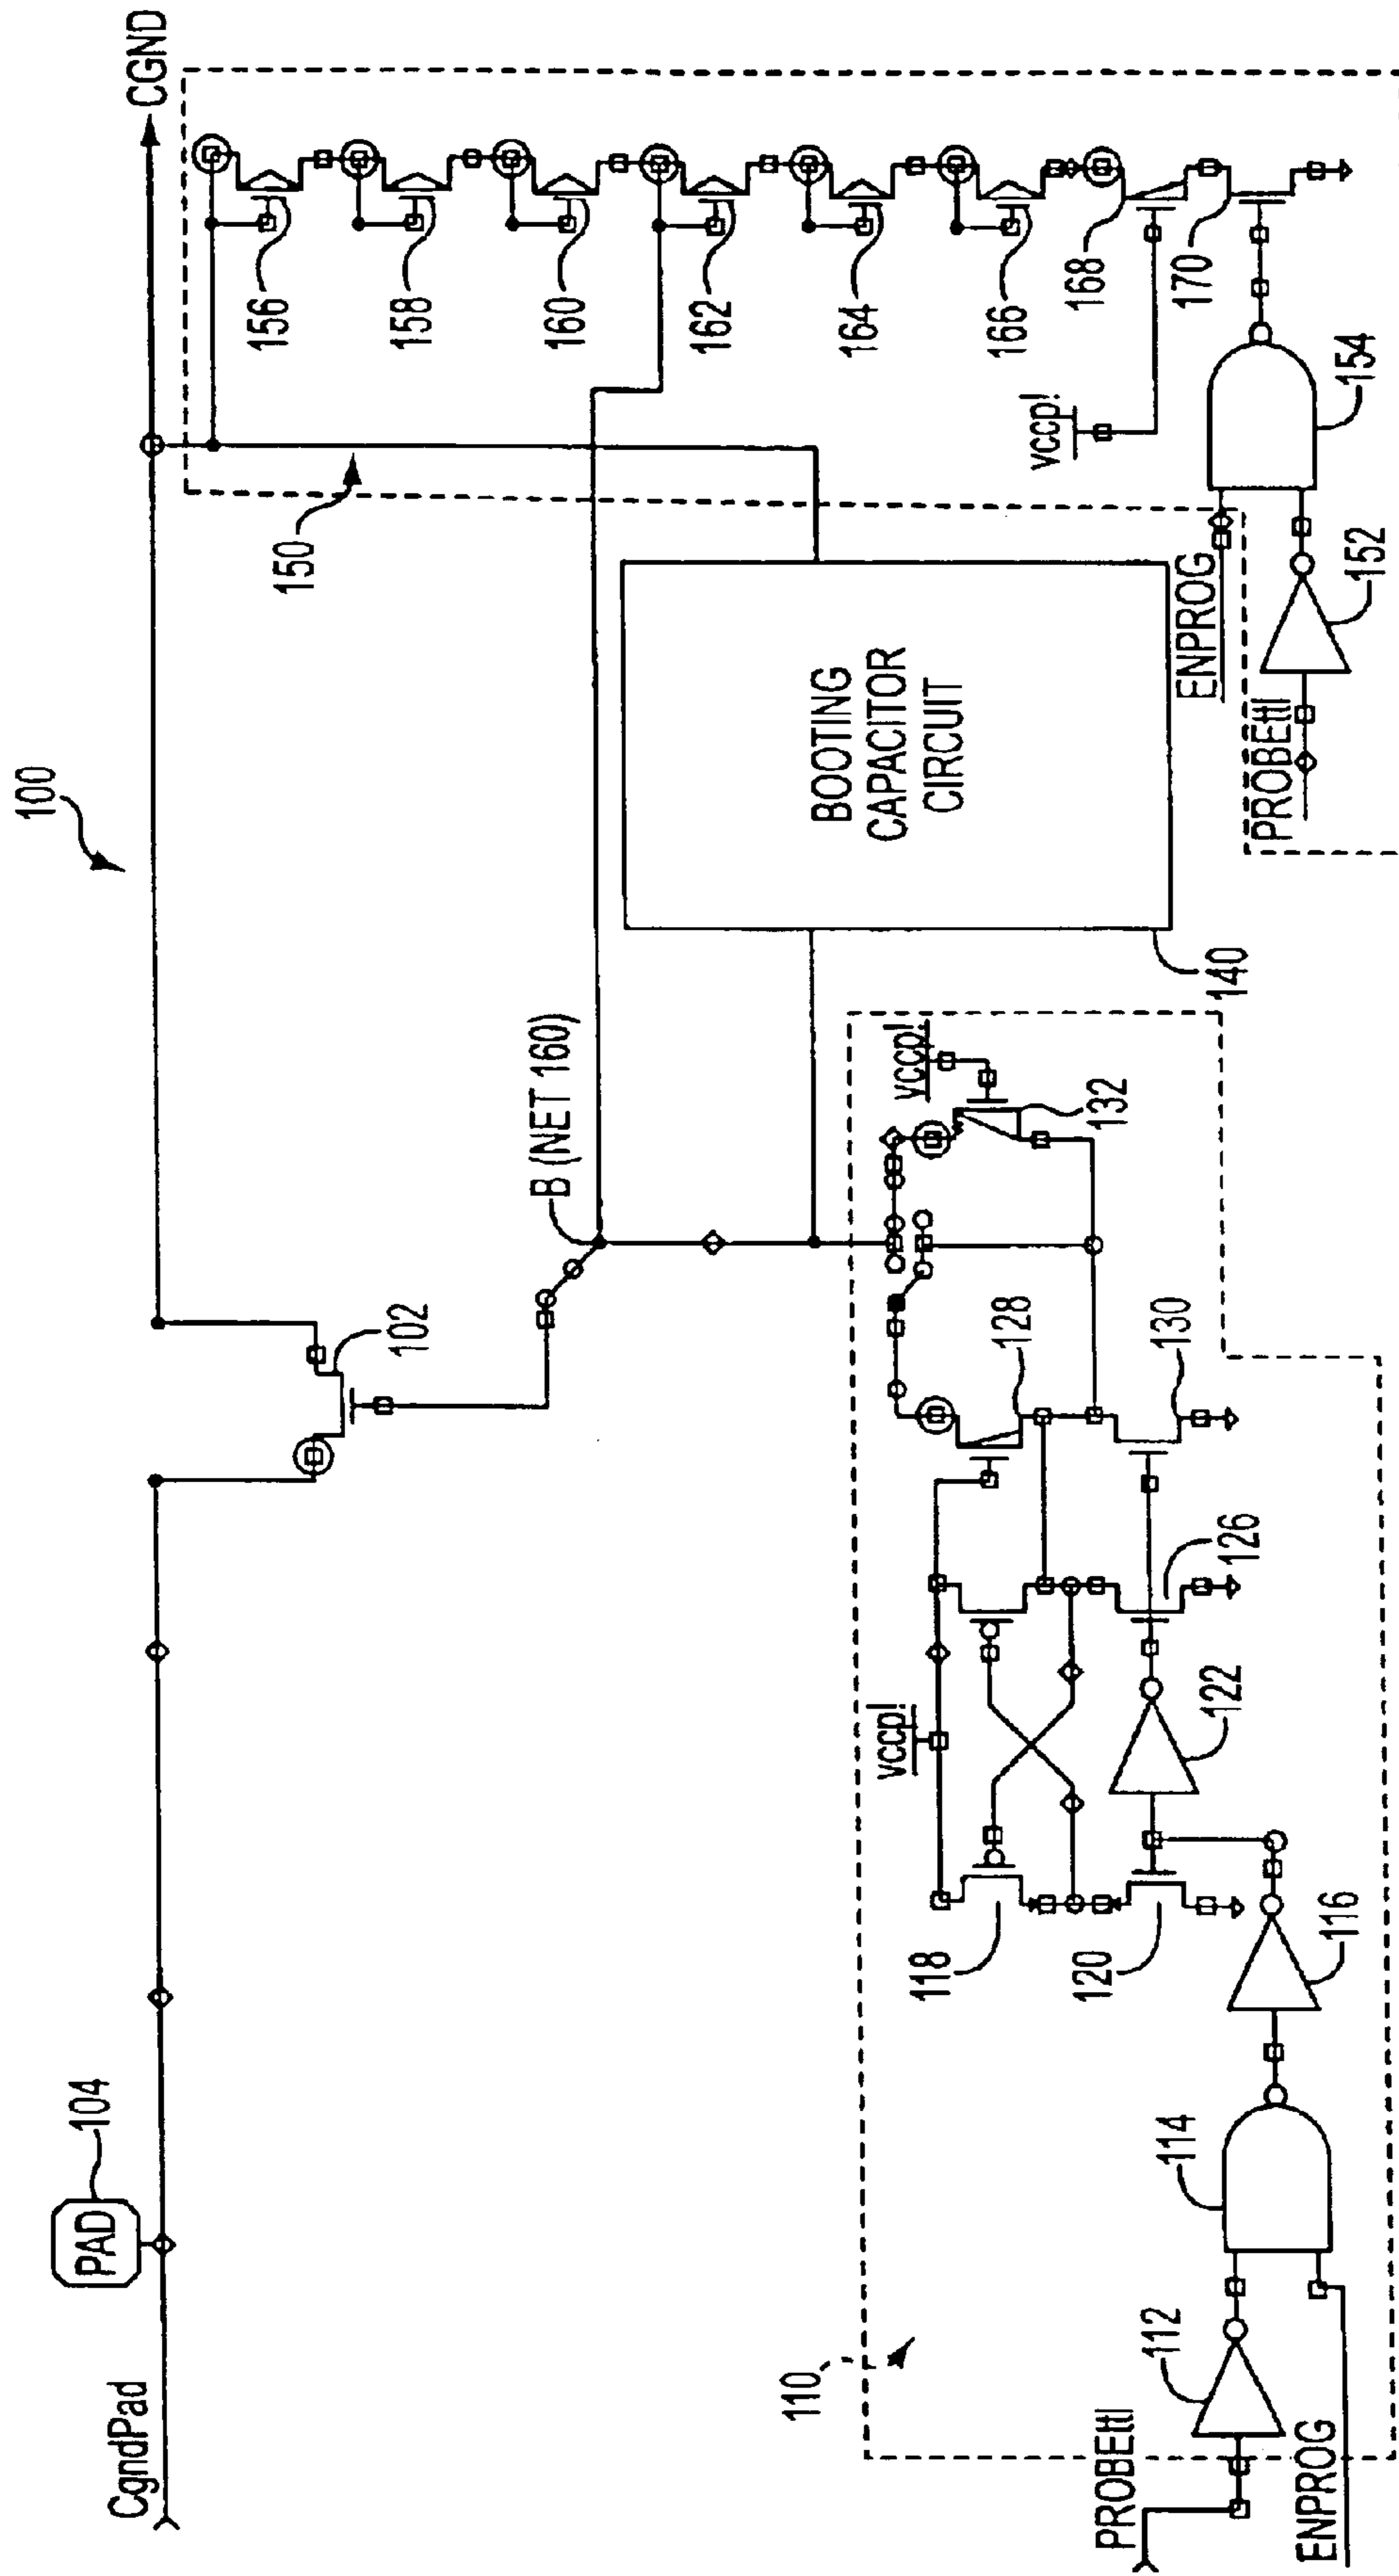 100
CgndPad
PAD
104
CGND
102
B (NET 160)
150
156
158
160
162
164
166
168
170
vccp!
154
152
ENPROG
PROBEttl
BOOTING
CAPACITOR
CIRCUIT
140
110
vccp!
vccp!
132
128
130
126
122
118
120
116
114
112
PROBEttl
ENPROG